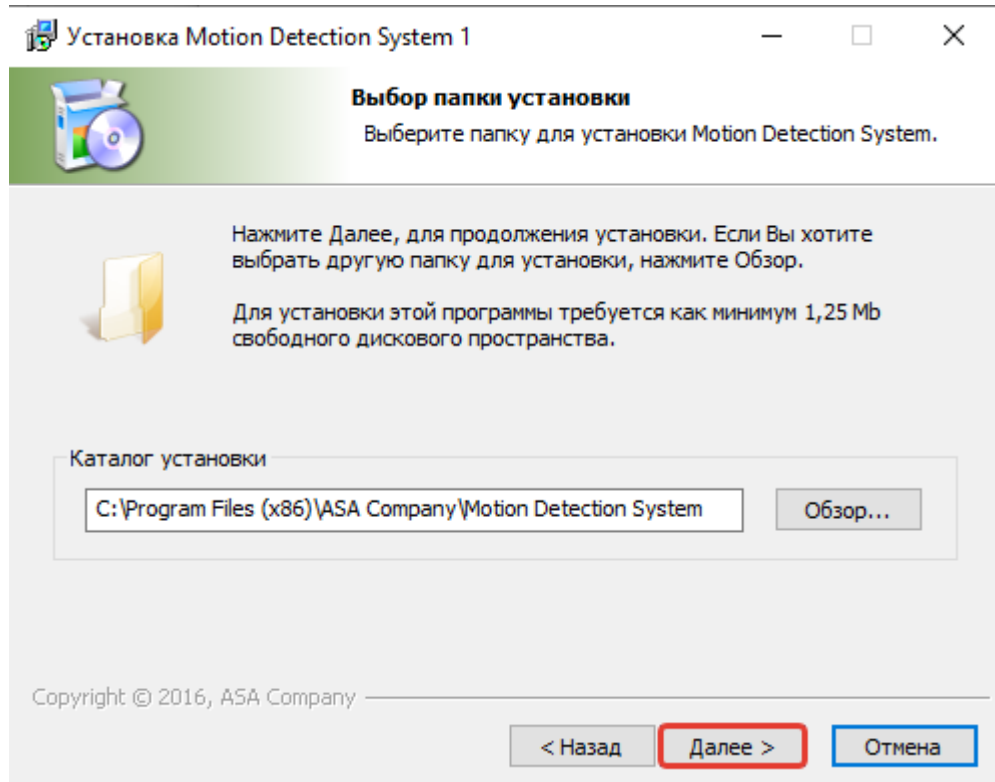 Установка Motion Detection System 1
Выбор папки установки
Выберите папку для установки Motion Detection System.
Нажмите Далее, для продолжения установки. Если Вы хотите
выбрать другую папку для установки, нажмите Обзор.
Для установки этой программы требуется как минимум 1,25 Mb
свободного дискового пространства.
Каталог установки
C:\Program Files (x86)\ASA Company\Motion Detection System
Обзор...
Copyright © 2016, ASA Company
< Назад
Далее >
Отмена